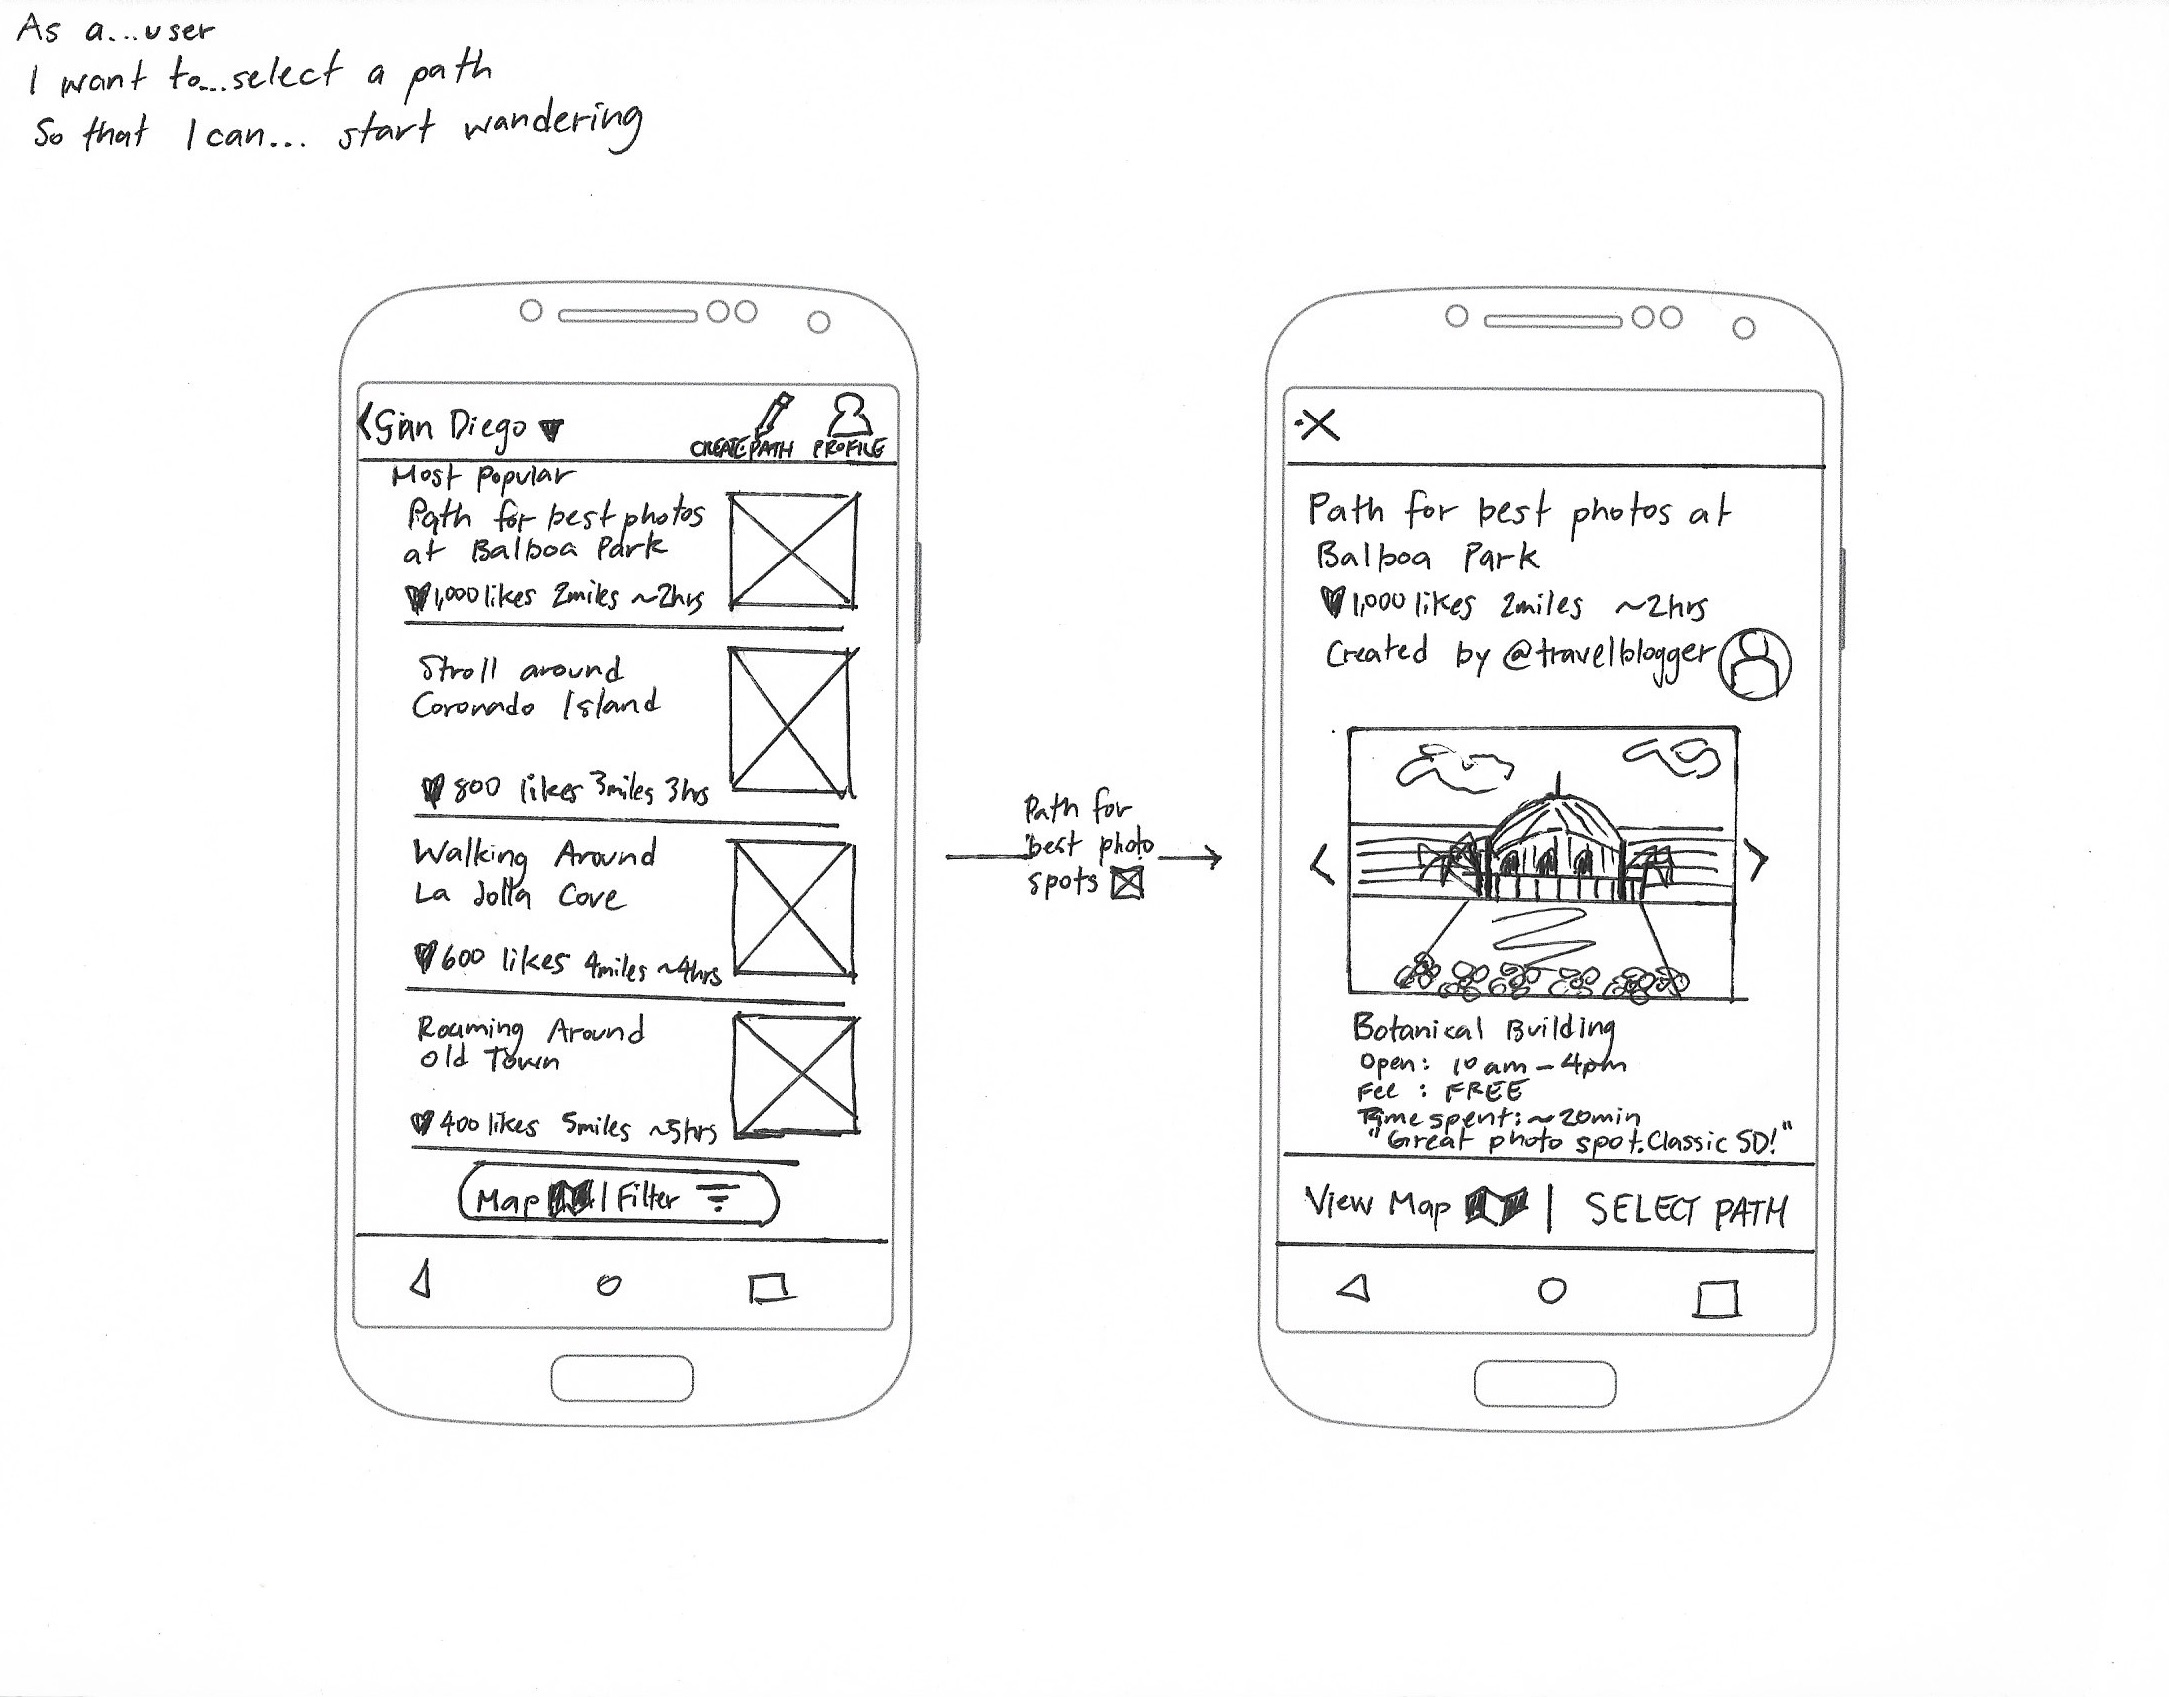 As a...user
I want to...select a path
So that I can... start wandering
San Diego
CREATE PATH PROFILE
Most Popular
Path for best photos
at Balboa Park
1,000 likes 2miles ~2hrs
Stroll around
Coronado Island
800 likes 3miles 3hrs
Walking Around
La Jolla Cove
600 likes 4miles ~4hrs
Roaming Around
Old Town
400 likes 5miles ~5hrs
Map | Filter
Path for
best photo
spots
Path for best photos at
Balboa Park
1,000 likes 2miles ~2hrs
Created by @travelblogger
Botanical Building
Open: 10 am - 4pm
Fee : FREE
Time spent: ~20min
"Great photo spot. Classic SD!"
View Map | SELECT PATH